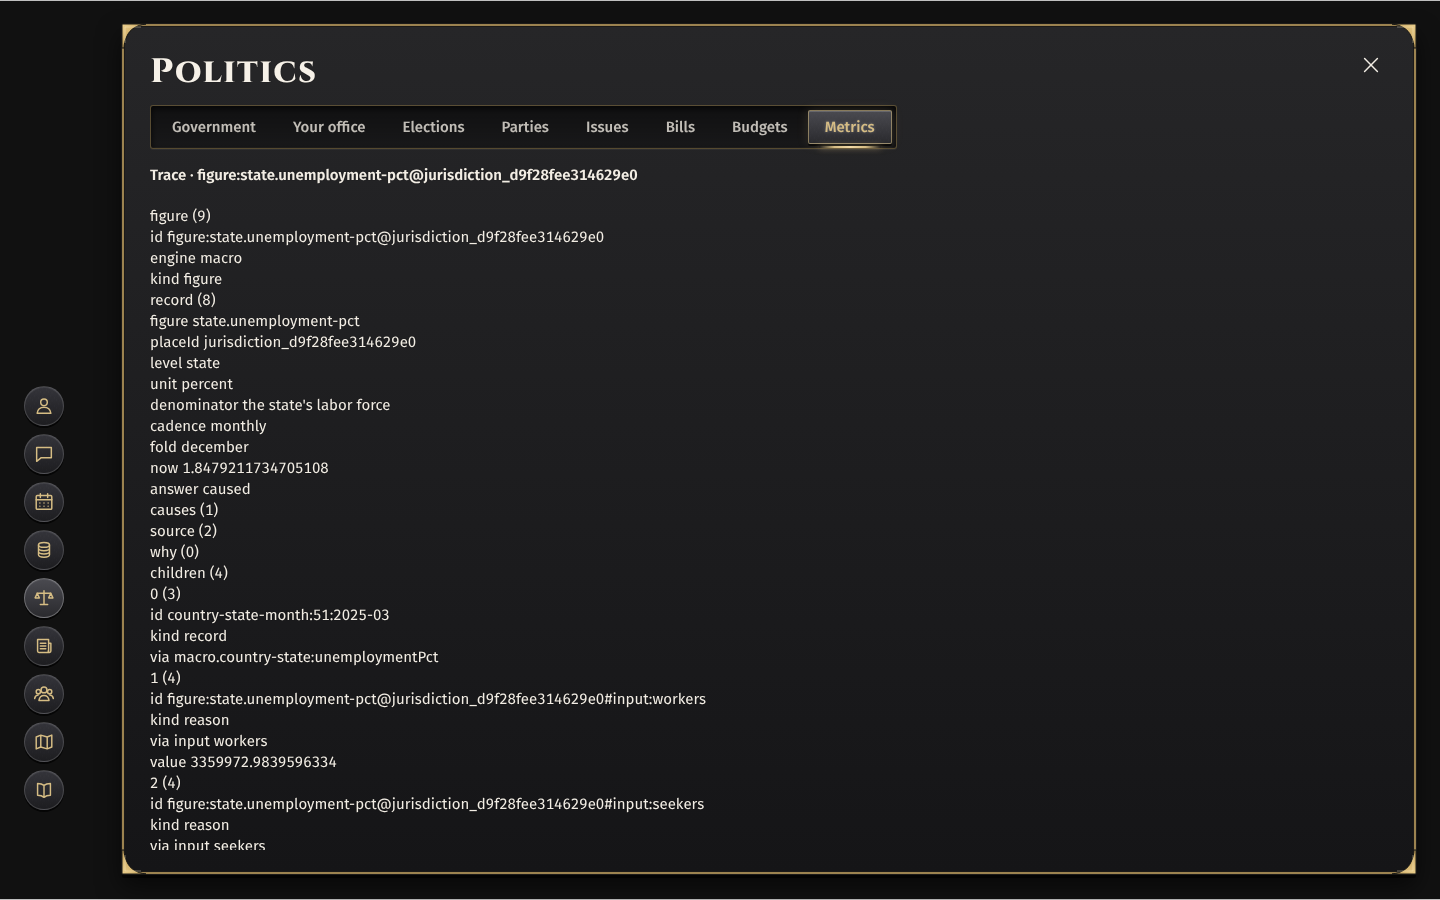 POLITICS
Government Your office Elections Parties Issues Bills Budgets Metrics
Trace · figure:state.unemployment-pct@jurisdiction_d9f28fee314629e0
figure (9)
id figure:state.unemployment-pct@jurisdiction_d9f28fee314629e0
engine macro
kind figure
record (8)
figure state.unemployment-pct
placeId jurisdiction_d9f28fee314629e0
level state
unit percent
denominator the state's labor force
cadence monthly
fold december
now 1.8479211734705108
answer caused
causes (1)
source (2)
why (0)
children (4)
0 (3)
id country-state-month:51:2025-03
kind record
via macro.country-state:unemploymentPct
1 (4)
id figure:state.unemployment-pct@jurisdiction_d9f28fee314629e0#input:workers
kind reason
via input workers
value 3359972.9839596334
2 (4)
id figure:state.unemployment-pct@jurisdiction_d9f28fee314629e0#input:seekers
kind reason
via input seekers